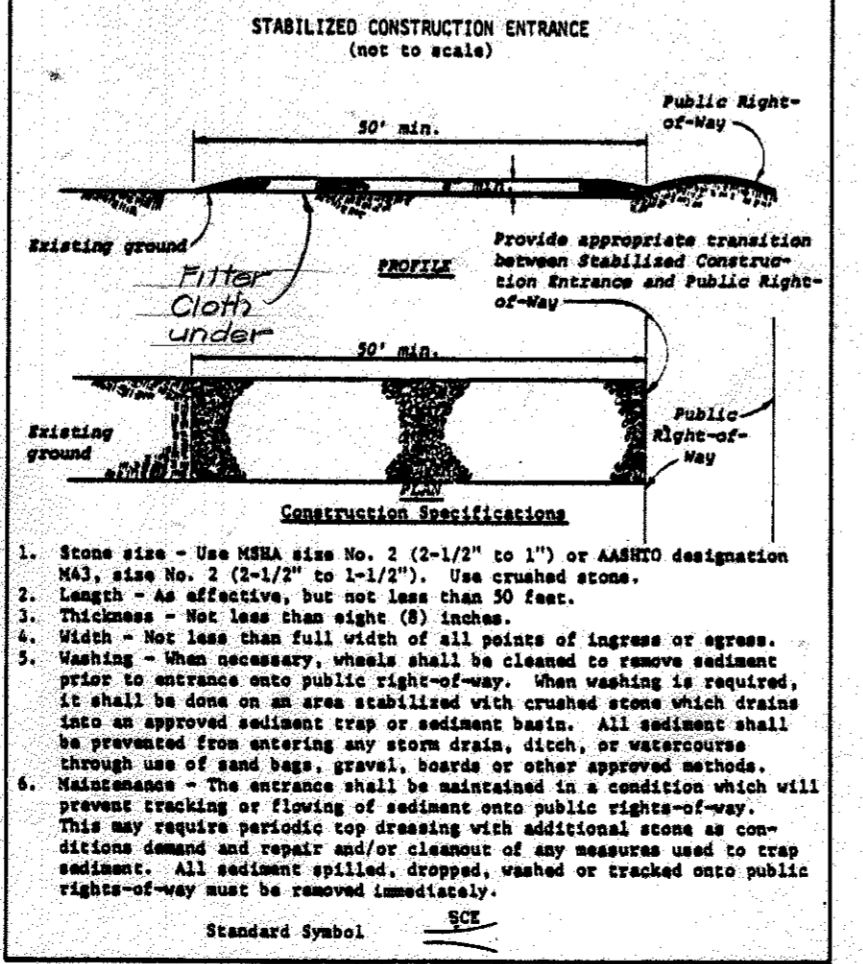 STABILIZED CONSTRUCTION ENTRANCE
(not to scale)
Public Right-
of-Way
50' min.
min.
Existing ground
Filter
Cloth
under
PROFILE
Provide appropriate transition
between Stabilized Construc-
tion Entrance and Public Right-
of-Way
50' min.
Existing
ground
Public
Right-of-
Way
PLAN
Construction Specifications
1. Stone size - Use MSHA size No. 2 (2-1/2" to 1") or AASHTO designation
M43, size No. 2 (2-1/2" to 1-1/2"). Use crushed stone.
2. Length - As effective, but not less than 50 feet.
3. Thickness - Not less than eight (8) inches.
4. Width - Not less than full width of all points of ingress or egress.
5. Washing - When necessary, wheels shall be cleaned to remove sediment
prior to entrance onto public right-of-way. When washing is required,
it shall be done on an area stabilized with crushed stone which drains
into an approved sediment trap or sediment basin. All sediment shall
be prevented from entering any storm drain, ditch, or watercourse
through use of sand bags, gravel, boards or other approved methods.
6. Maintenance - The entrance shall be maintained in a condition which will
prevent tracking or flowing of sediment onto public rights-of-way.
This may require periodic top dressing with additional stone as con-
ditions demand and repair and/or cleanout of any measures used to trap
sediment. All sediment spilled, dropped, washed or tracked onto public
rights-of-way must be removed immediately.
Standard Symbol
SCE